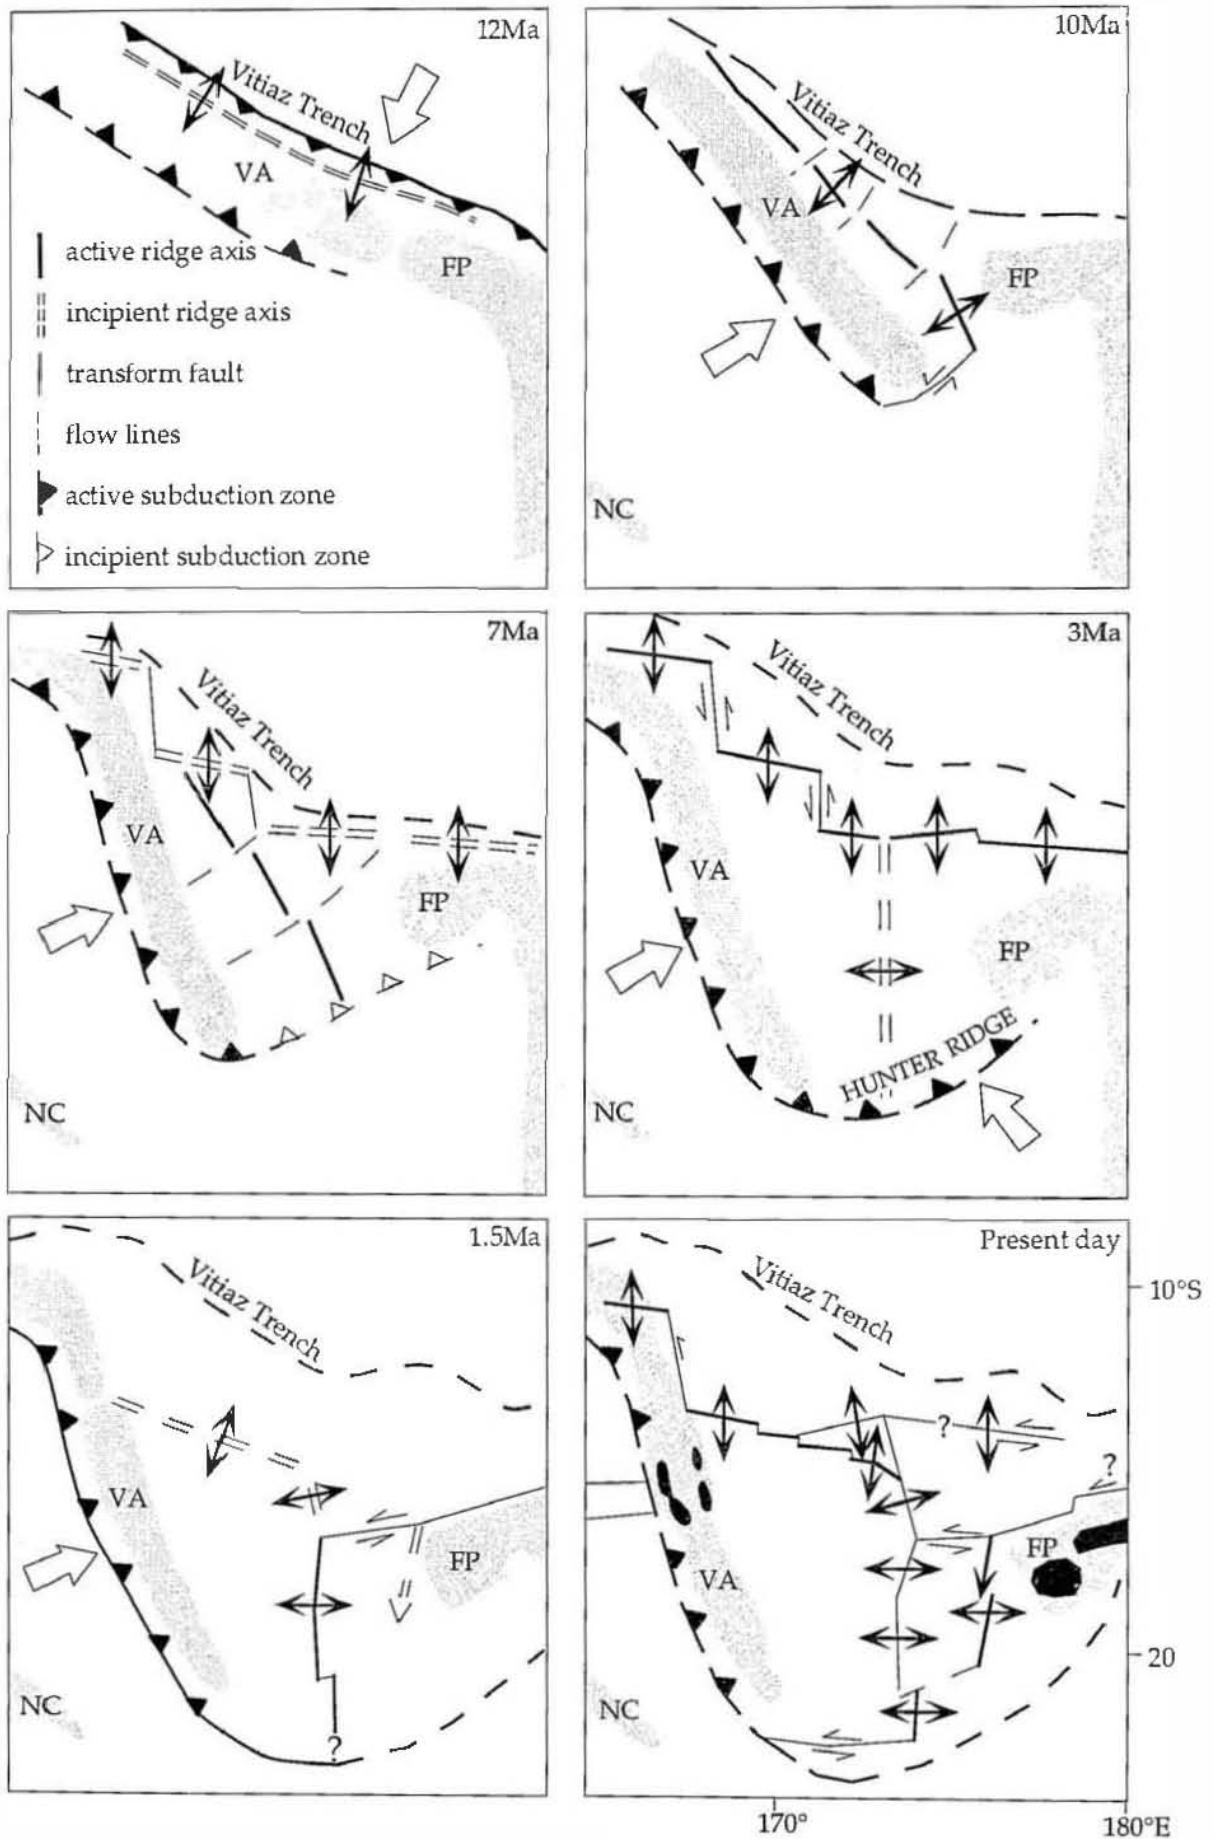 12Ma
Vitiaz Trench
VA
FP
active ridge axis
incipient ridge axis
transform fault
flow lines
active subduction zone
incipient subduction zone
10Ma
Vitiaz Trench
VA
FP
NC
7Ma
Vitiaz Trench
VA
FP
NC
3Ma
Vitiaz Trench
VA
FP
HUNTER RIDGE
NC
1.5Ma
Vitiaz Trench
VA
FP
NC
?
Present day
Vitiaz Trench
?
?
FP
VA
NC
10°S
20
170°
180°E